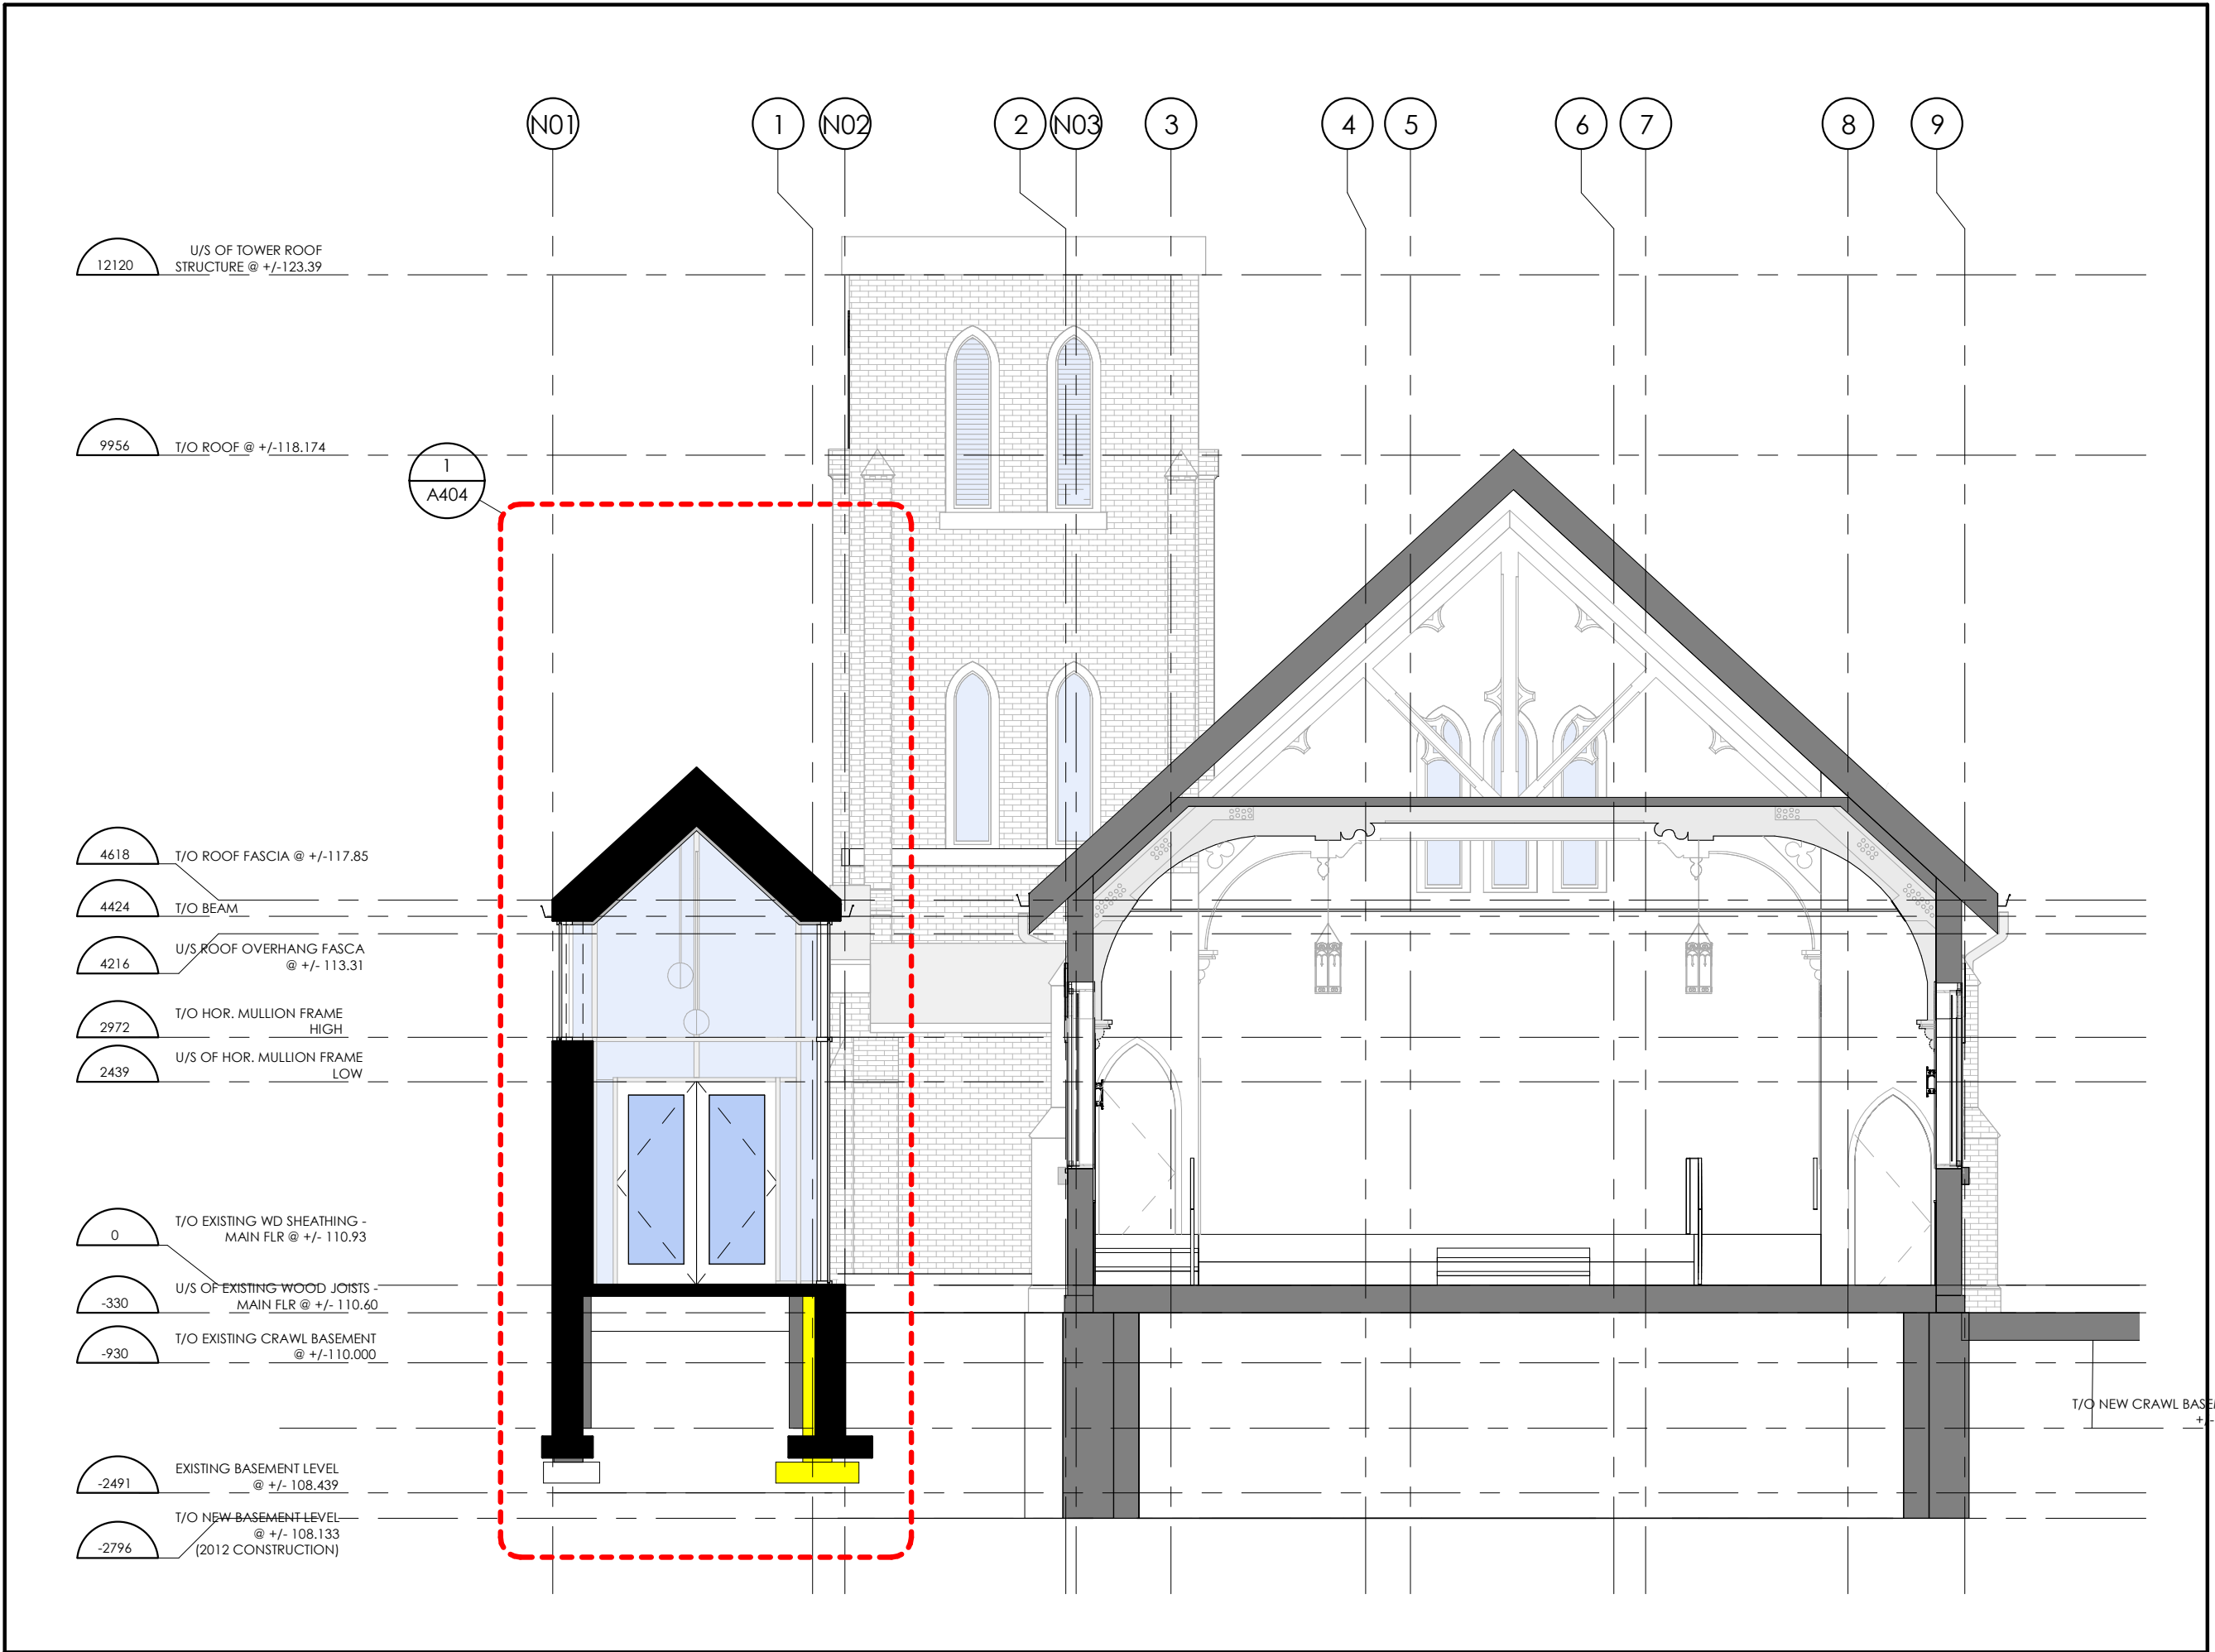 N01
1
N02
2
N03
3
4
5
6
7
8
9
12120
U/S OF TOWER ROOF
STRUCTURE @ +/-123.39
9956
T/O ROOF @ +/-118.174
1
A404
4618
T/O ROOF FASCIA @ +/-117.85
4424
T/O BEAM
4216
U/S ROOF OVERHANG FASCA
@ +/- 113.31
2972
T/O HOR. MULLION FRAME
HIGH
2439
U/S OF HOR. MULLION FRAME
LOW
0
T/O EXISTING WD SHEATHING -
MAIN FLR @ +/- 110.93
-330
U/S OF EXISTING WOOD JOISTS -
MAIN FLR @ +/- 110.60
-930
T/O EXISTING CRAWL BASEMENT
@ +/-110.000
T/O NEW CRAWL
+/-
-2491
EXISTING BASEMENT LEVEL
@ +/- 108.439
-2796
T/O NEW BASEMENT LEVEL
@ +/- 108.133
(2012 CONSTRUCTION)